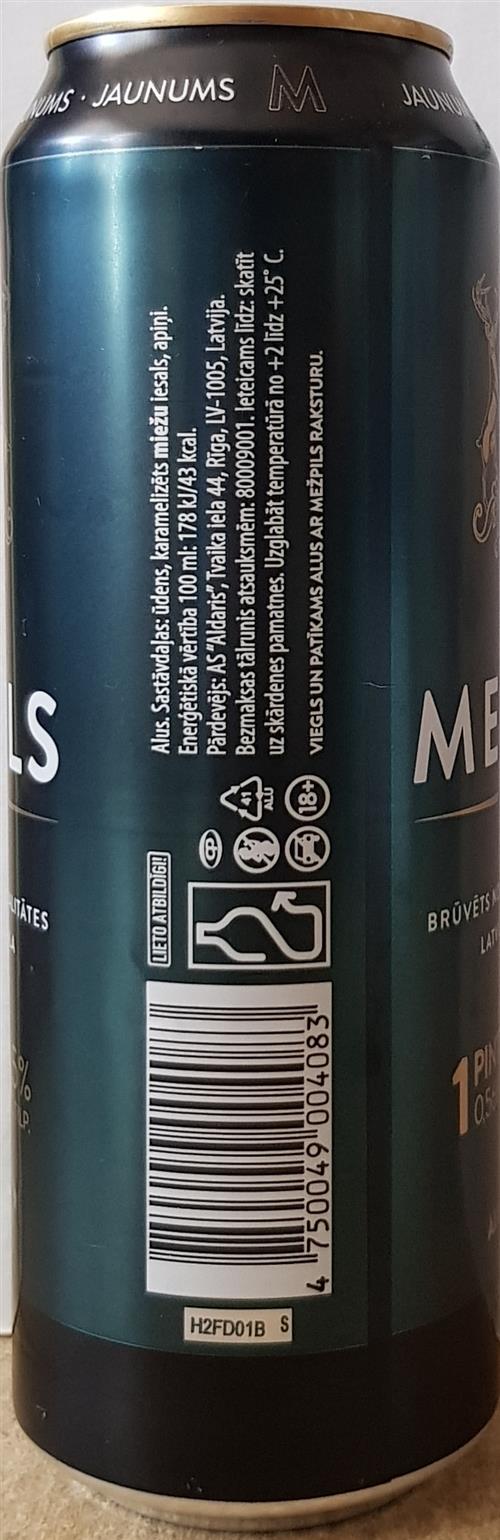 JAUNUMS · JAUNUMS M
LS
5%
Alus. Sastāvdaļas: ūdens, karamelizēts miežu iesals, apiņi.
Enerģētiskā vērtība 100 ml: 178 kJ/43 kcal.
Pārdevējs: AS "Aldaris", Tvaika iela 44, Rīga, LV-1005, Latvija.
Bezmaksas tālrunis atsauksmēm: 80009001. Ieteicams līdz: skatīt
uz skārdenes pamatnes. Uzglabāt temperatūrā no +2 līdz +25° C.
VIEGLS UN PATĪKAMS ALUS AR MEŽPILS RAKSTURU.
41
ALU
18+
LIETO ATBILDĪGI!
4 750049 004083
H2FD01B S
ME
BRŪVĒTS
1